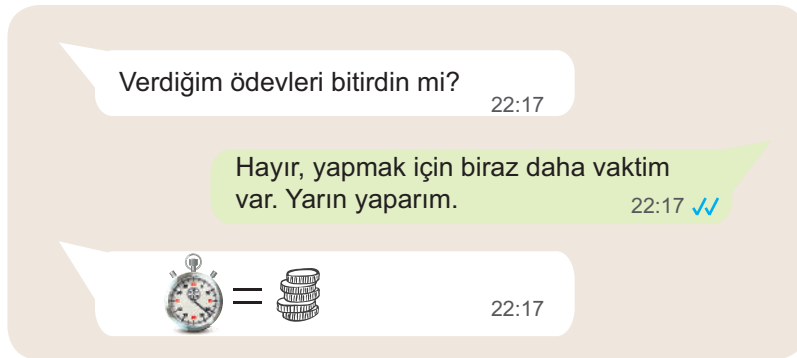 Verdiğim ödevleri bitirdin mi?
22:17
Hayır, yapmak için biraz daha vaktim
var. Yarın yaparım.
22:17
=
22:17